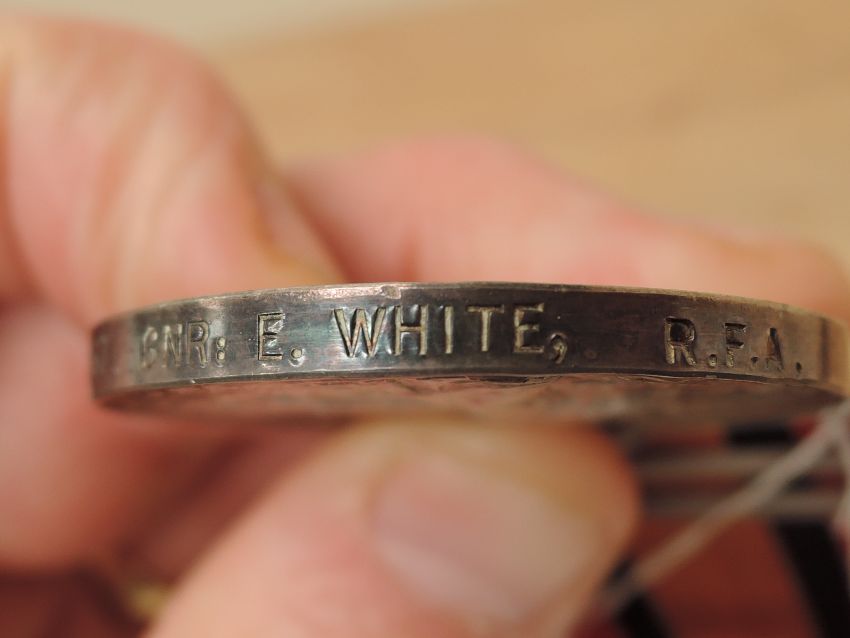 GNR: E. WHITE, R.F.A.